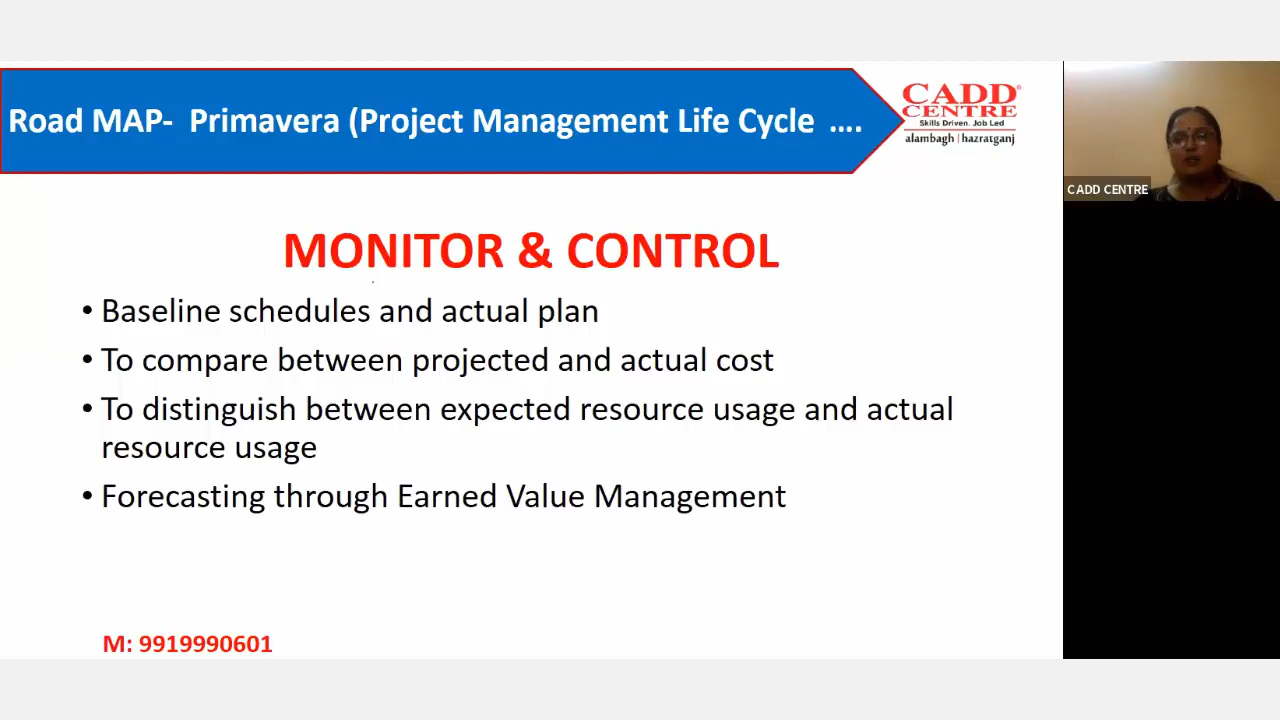 Road MAP-  Primavera (Project Management Life Cycle  ....
CADD
CENTRE
Skills Driven. Job Led
alambagh | hazratganj
CADD CENTRE
MONITOR & CONTROL
• Baseline schedules and actual plan
• To compare between projected and actual cost
• To distinguish between expected resource usage and actual
resource usage
• Forecasting through Earned Value Management
M: 9919990601